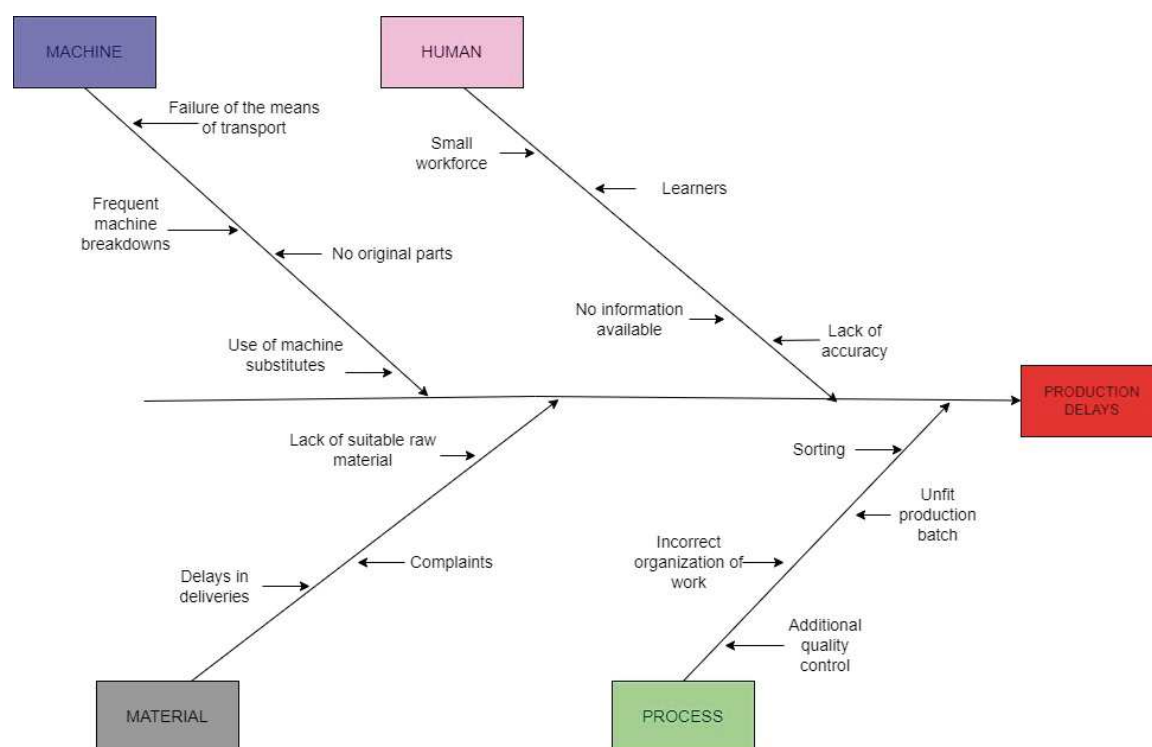 MACHINE
HUMAN
Failure of the means
of transport
Small
workforce
Learners
Frequent
machine
breakdowns
No original parts
No information
available
Lack of
accuracy
Use of machine
substitutes
PRODUCTION
DELAYS
Lack of suitable raw
material
Sorting
Unfit
production
batch
Incorrect
organization of
work
Complaints
Delays in
deliveries
Additional
quality
control
MATERIAL
PROCESS